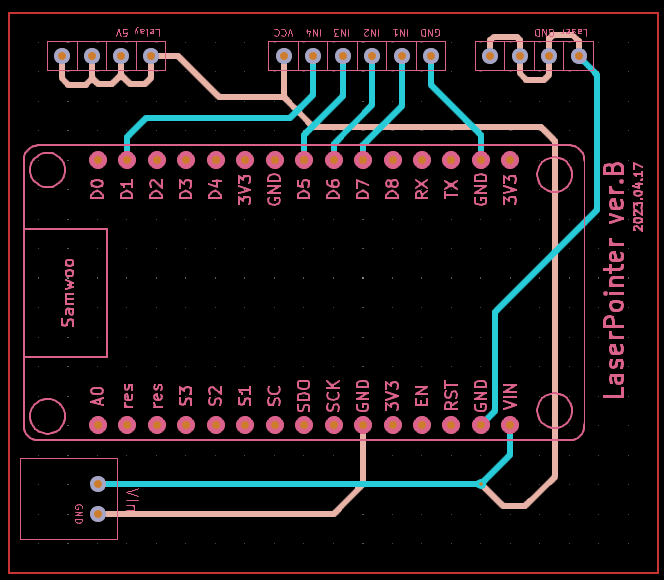 Lelay 5V
VCC IN4 IN3 IN2 IN1 GND
Laser GND
D0 D1 D2 D3 D4 3V3 GND D5 D6 D7 D8 RX TX GND 3V3
Samwoo
LaserPointer ver.B
2023.04.17
A0 res res S3 S2 S1 SC SDO SCK GND 3V3 EN RST GND VIN
GND
Vin